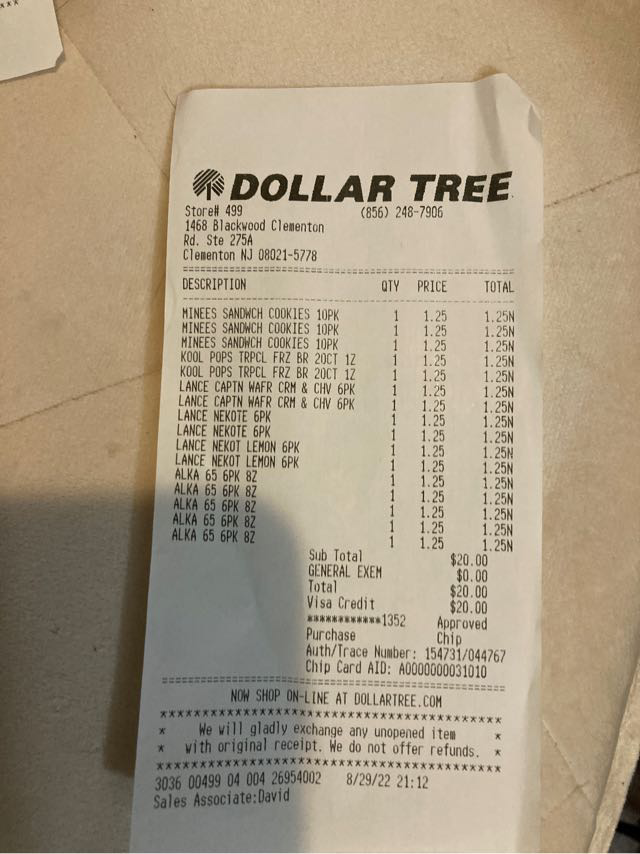 ***
DOLLAR TREE
Store# 499 (856) 248-7906
1468 Blackwood Clementon
Rd. Ste 275A
Clementon NJ 08021-5778
DESCRIPTION QTY PRICE TOTAL
MINEES SANDWCH COOKIES 10PK 1 1.25 1.25N
MINEES SANDWCH COOKIES 10PK 1 1.25 1.25N
MINEES SANDWCH COOKIES 10PK 1 1.25 1.25N
KOOL POPS TRPCL FRZ BR 20CT 1Z 1 1.25 1.25N
KOOL POPS TRPCL FRZ BR 20CT 1Z 1 1.25 1.25N
LANCE CAPTN WAFR CRM & CHV 6PK 1 1.25 1.25N
LANCE CAPTN WAFR CRM & CHV 6PK 1 1.25 1.25N
LANCE NEKOTE 6PK 1 1.25 1.25N
LANCE NEKOTE 6PK 1 1.25 1.25N
LANCE NEKOT LEMON 6PK 1 1.25 1.25N
LANCE NEKOT LEMON 6PK 1 1.25 1.25N
ALKA 65 6PK 8Z 1 1.25 1.25N
ALKA 65 6PK 8Z 1 1.25 1.25N
ALKA 65 6PK 8Z 1 1.25 1.25N
ALKA 65 6PK 8Z 1 1.25 1.25N
ALKA 65 6PK 8Z 1 1.25 1.25N
Sub Total $20.00
GENERAL EXEM $0.00
Total $20.00
Visa Credit $20.00
************1352 Approved
Purchase Chip
Auth/Trace Number: 154731/044767
Chip Card AID: A0000000031010
NOW SHOP ON-LINE AT DOLLARTREE.COM
* We will gladly exchange any unopened item *
* with original receipt. We do not offer refunds. *
3036 00499 04 004 26954002 8/29/22 21:12
Sales Associate:David